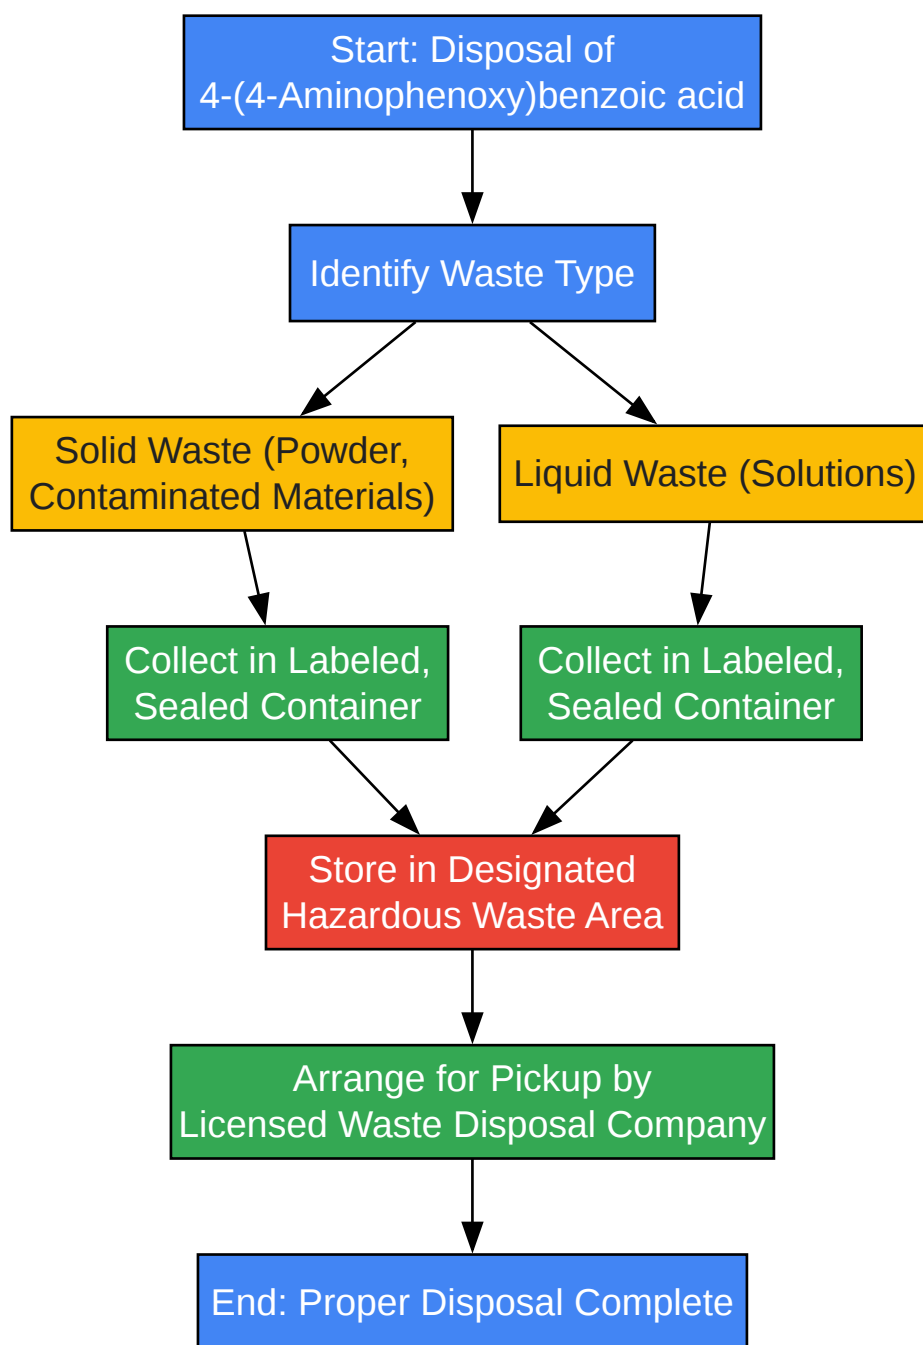 Start: Disposal of
4-(4-Aminophenoxy)benzoic acid
Identify Waste Type
Solid Waste (Powder,
Contaminated Materials)
Liquid Waste (Solutions)
Collect in Labeled,
Sealed Container
Collect in Labeled,
Sealed Container
Store in Designated
Hazardous Waste Area
Arrange for Pickup by
Licensed Waste Disposal Company
End: Proper Disposal Complete